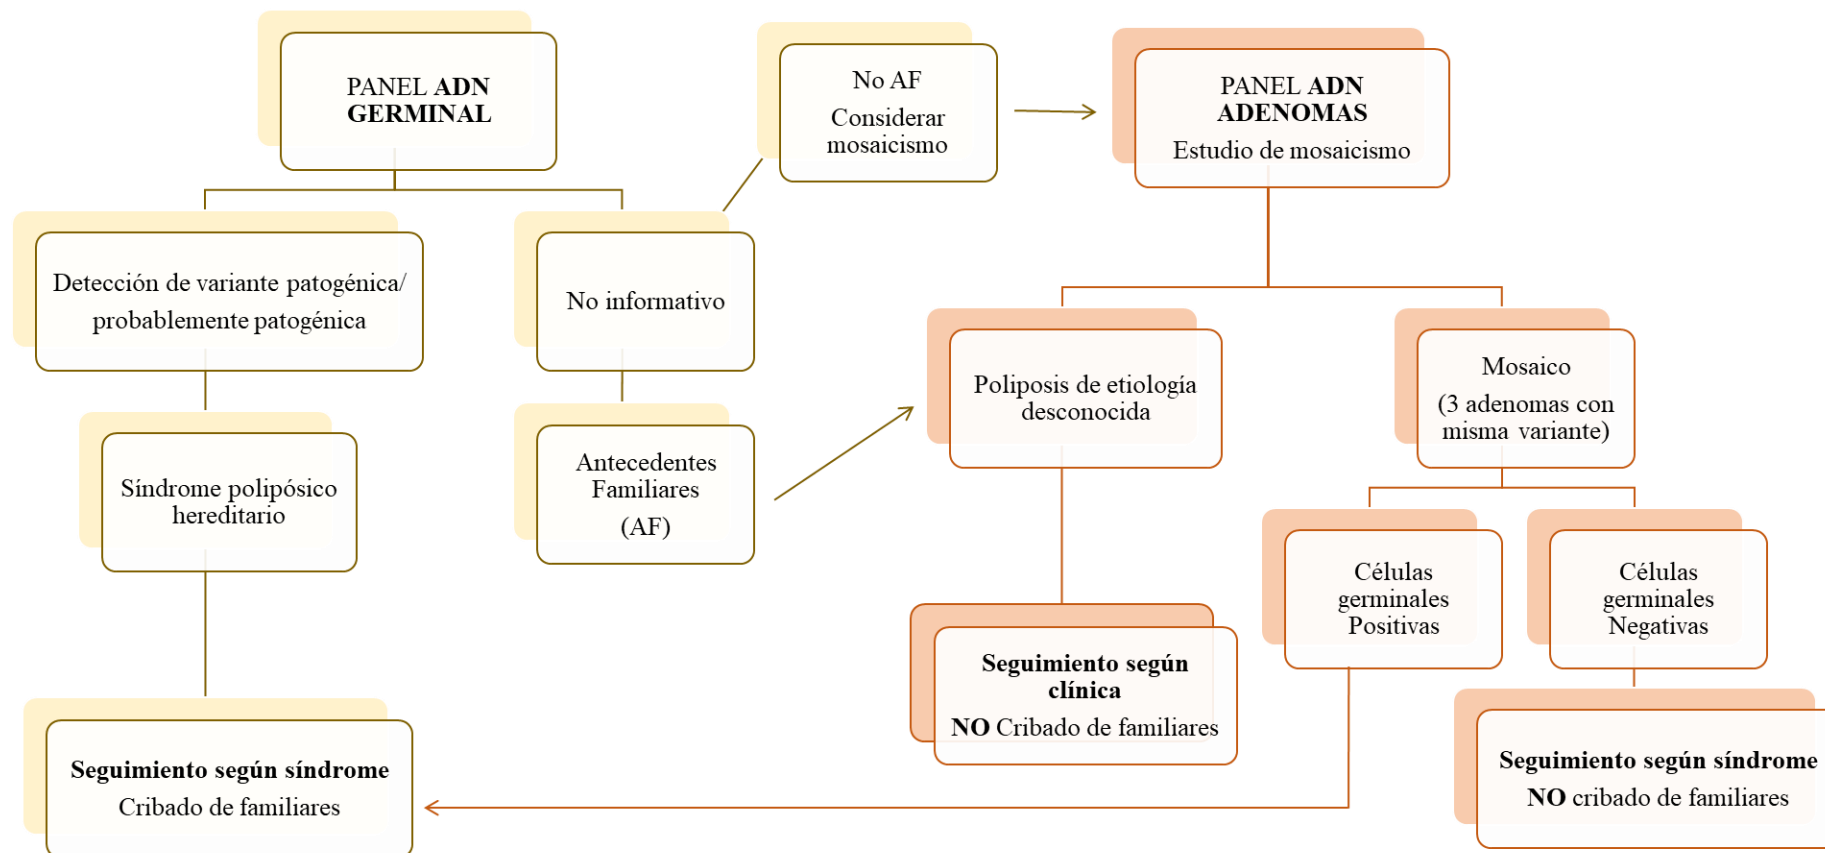 PANEL ADN
GERMINAL
No AF
Considerar
mosaicismo
PANEL ADN
ADENOMAS
Estudio de mosaicismo
Detección de variante patogénica/
probablemente patogénica
No informativo
Síndrome polipósico
hereditario
Antecedentes
Familiares
(AF)
Poliposis de etiología
desconocida
Mosaico
(3 adenomas con
misma variante)
Células
germinales
Positivas
Células
germinales
Negativas
Seguimiento según síndrome
Cribado de familiares
Seguimiento según
clínica
NO Cribado de familiares
Seguimiento según síndrome
NO cribado de familiares